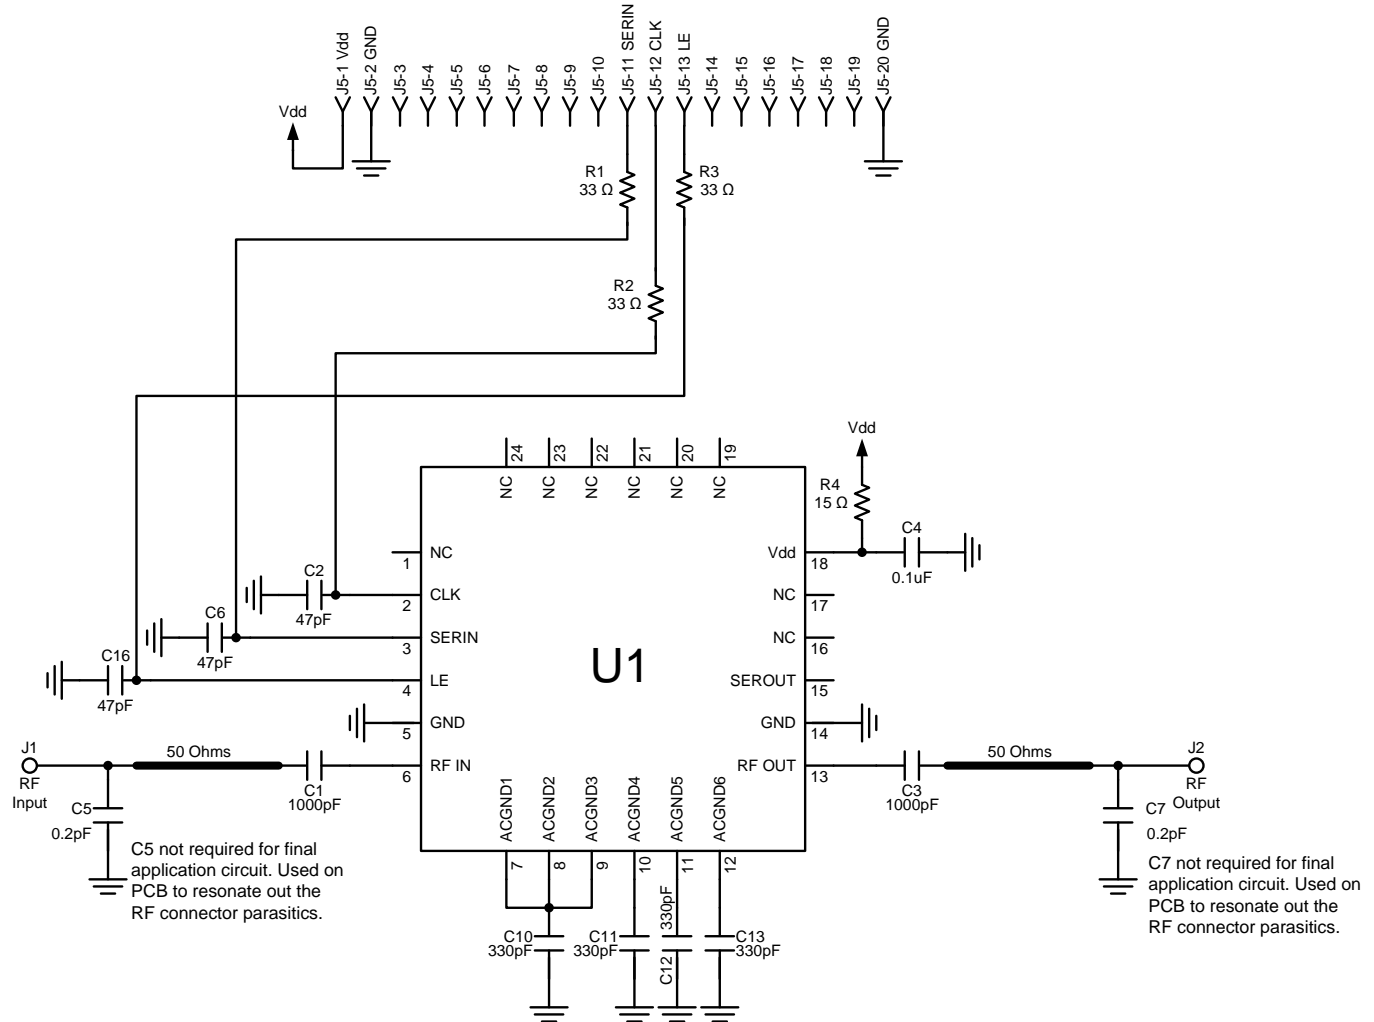 J5-1 Vdd
J5-2 GND
J5-3
J5-4
J5-5
J5-6
J5-7
J5-8
J5-9
J5-10
J5-11 SERIN
J5-12 CLK
J5-13 LE
J5-14
J5-15
J5-16
J5-17
J5-18
J5-19
J5-20 GND
Vdd
R1
33 Ω
R3
33 Ω
R2
33 Ω
24
23
22
21
20
19
NC
NC
NC
NC
NC
NC
Vdd
R4
15 Ω
C4
0.1uF
1
NC
C2
47pF
2
CLK
C6
47pF
3
SERIN
C16
47pF
4
LE
5
GND
6
RF IN
U1
Vdd
18
NC
17
NC
16
SEROUT
15
GND
14
RF OUT
13
J1
RF
Input
50 Ohms
C1
1000pF
C5
0.2pF
C5 not required for final
application circuit. Used on
PCB to resonate out the
RF connector parasitics.
C3
1000pF
50 Ohms
J2
RF
Output
C7
0.2pF
C7 not required for final
application circuit. Used on
PCB to resonate out the
RF connector parasitics.
ACGND1
ACGND2
ACGND3
ACGND4
ACGND5
ACGND6
7
8
9
10
11
12
C10
330pF
C11
330pF
330pF
C12
C13
330pF